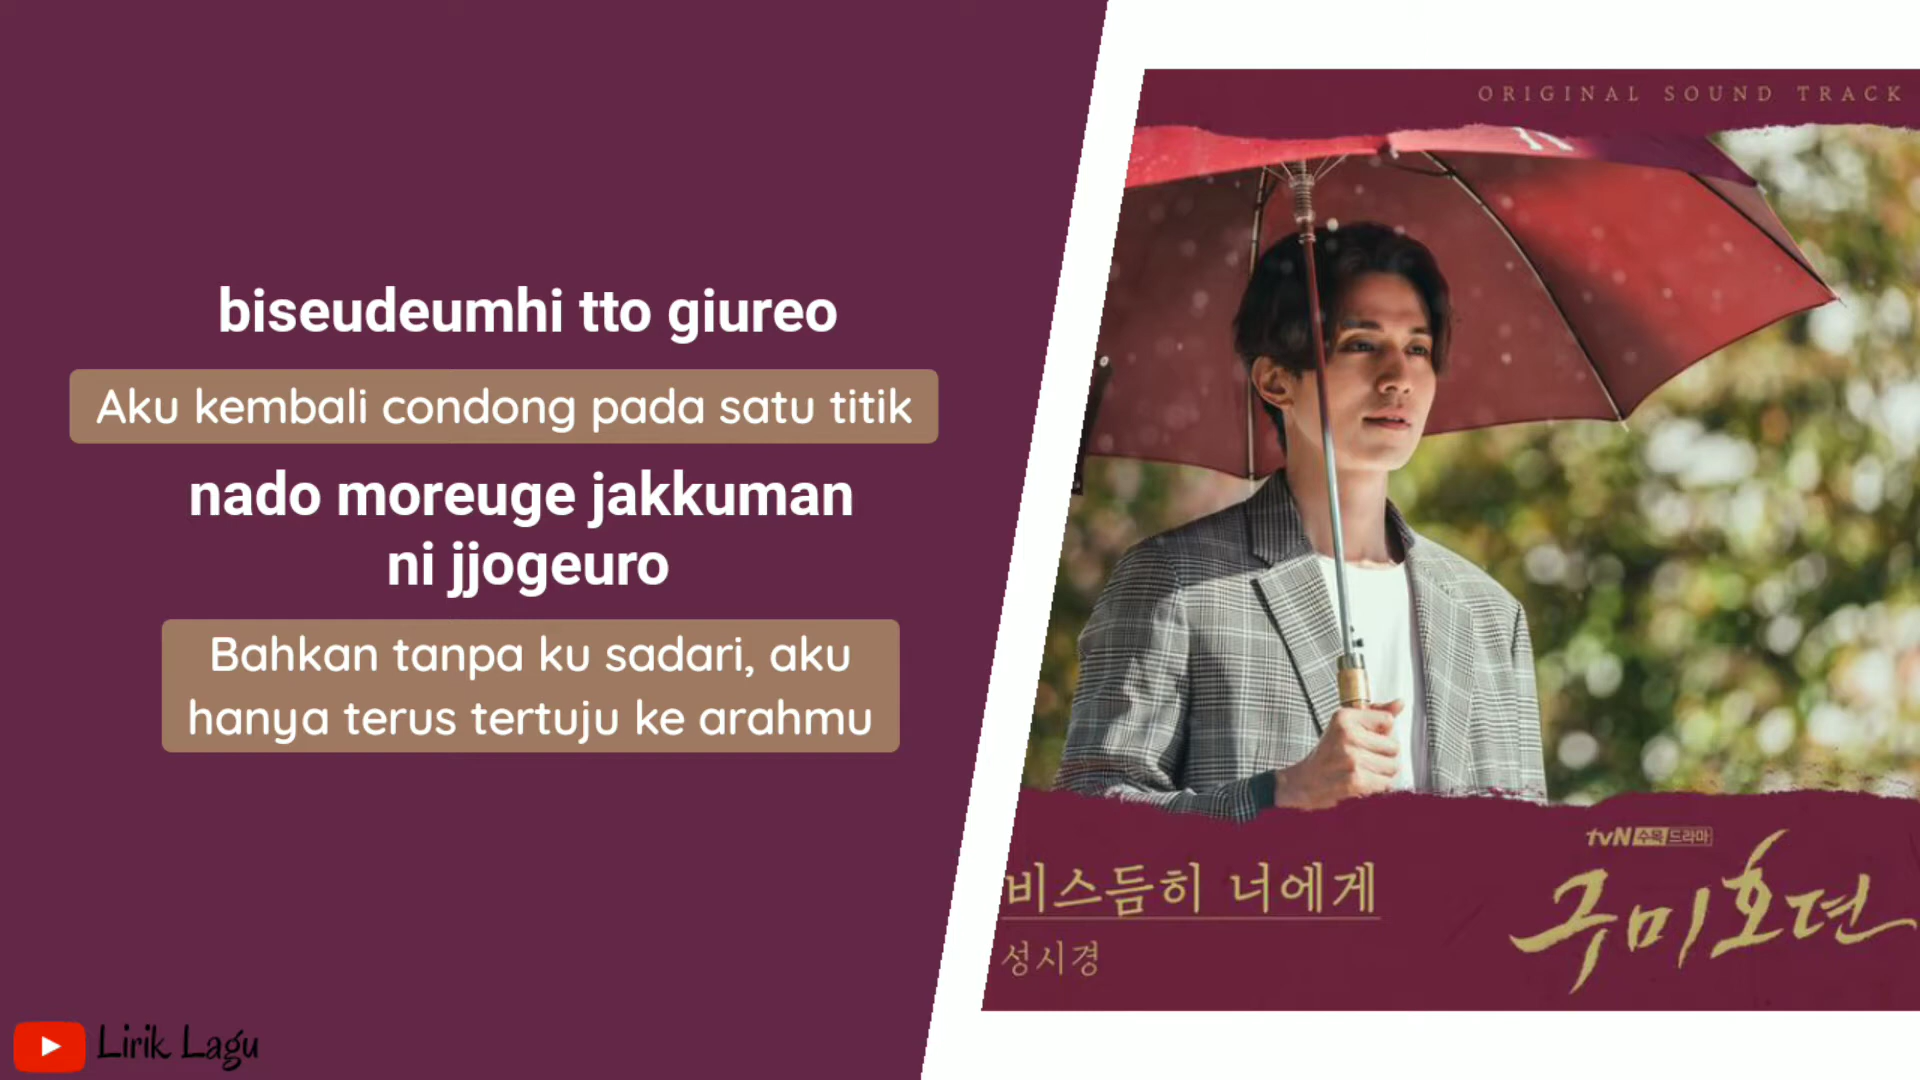 biseudeumhi tto giureo
Aku kembali condong pada satu titik
nado moreuge jakkuman
ni jjogeuro
Bahkan tanpa ku sadari, aku
hanya terus tertuju ke arahmu
Lirik Lagu
ORIGINAL SOUND TRACK
tvN 수목드라마
구미호뎐
비스듬히 너에게
성시경